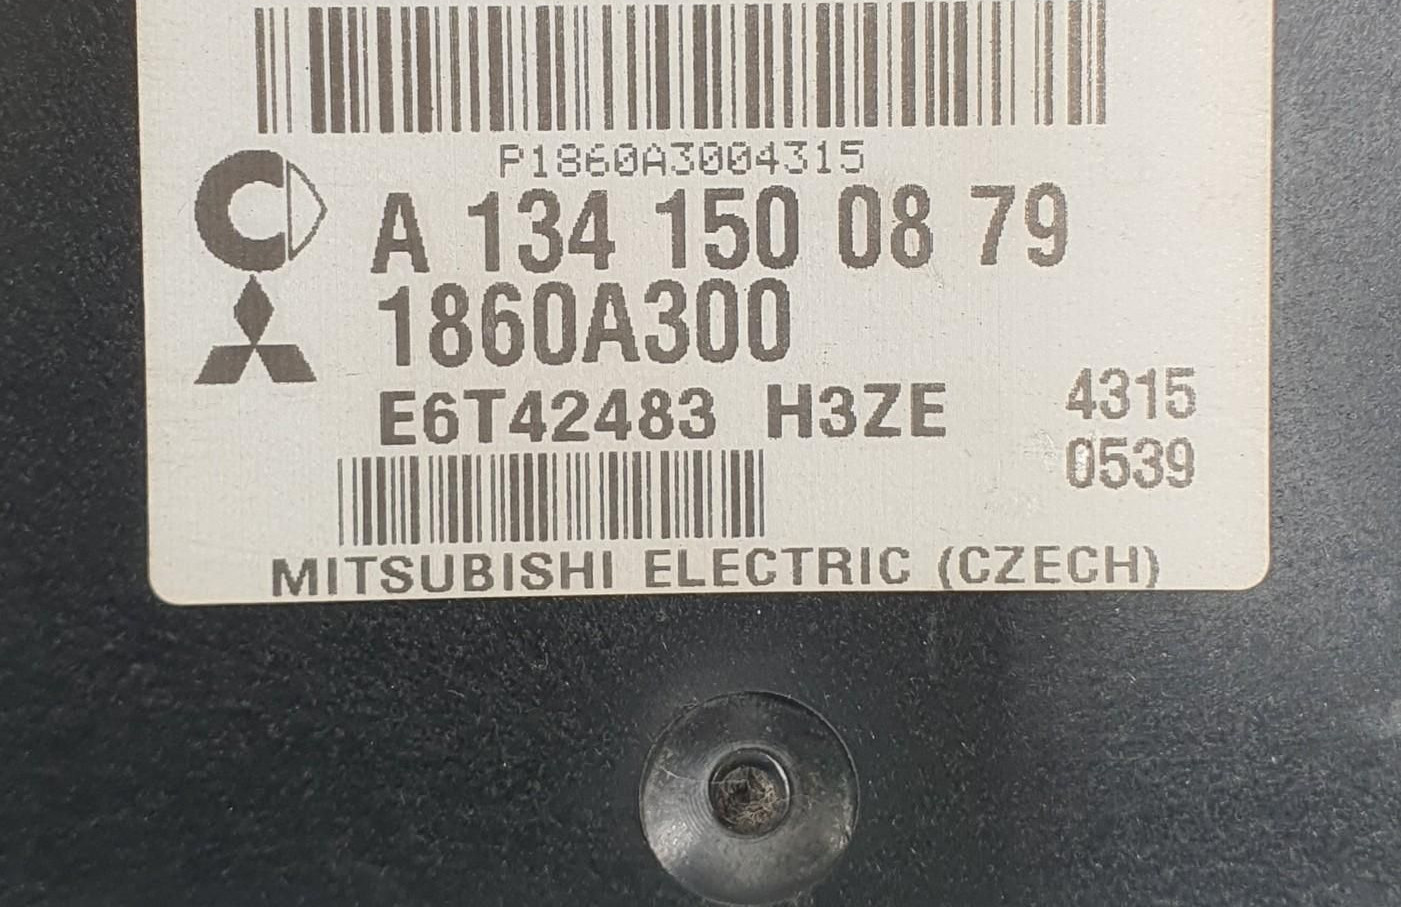 P1860A3004315
A 134 150 08 79
1860A300
E6T42483 H3ZE 4315
0539
MITSUBISHI ELECTRIC (CZECH)